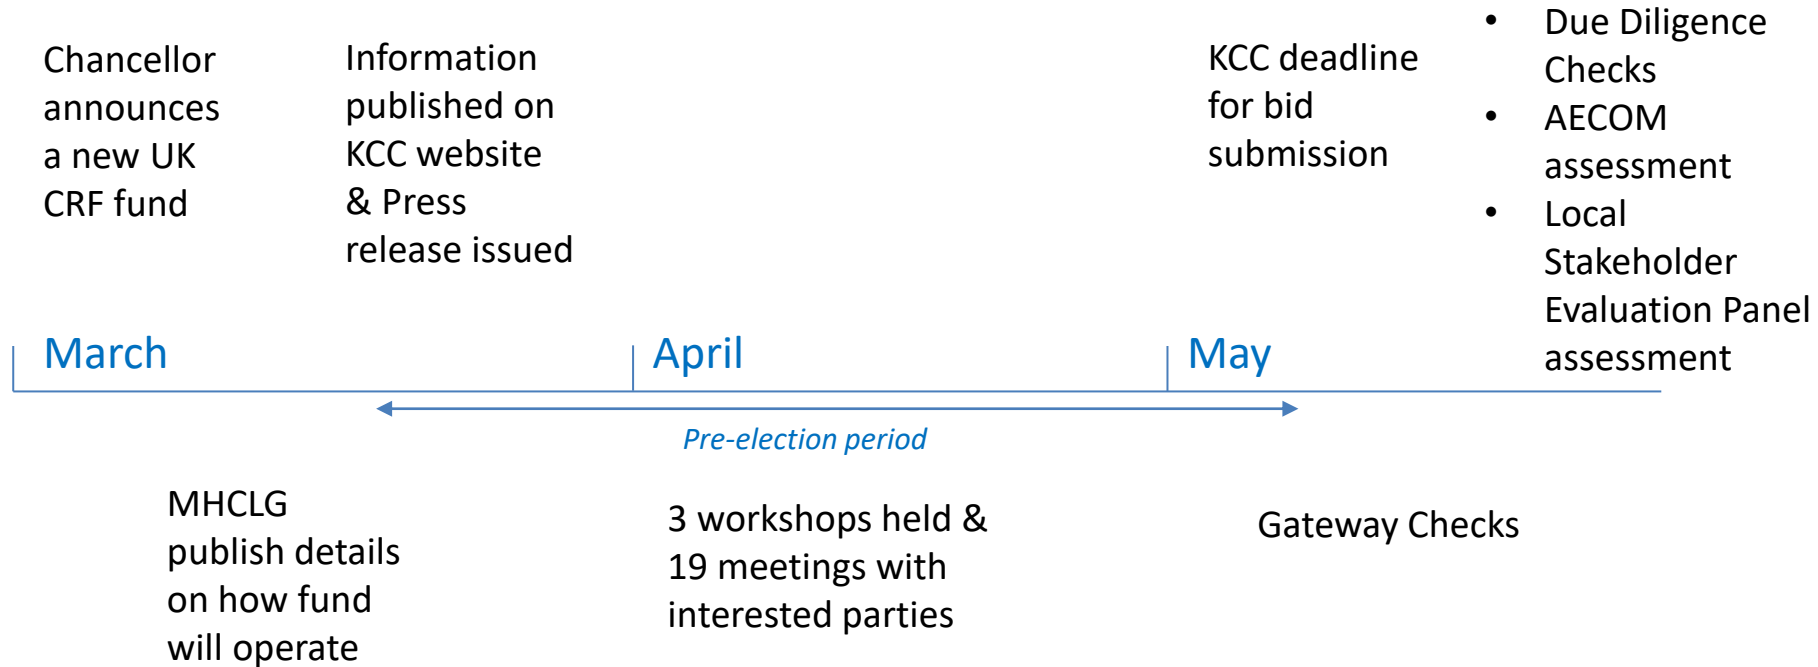 Chancellor
announces
a new UK
CRF fund
Information
published on
KCC website
& Press
release issued
KCC deadline
for bid
submission
• Due Diligence
Checks
• AECOM
assessment
• Local
Stakeholder
Evaluation Panel
assessment
March
April
May
Pre-election period
MHCLG
publish details
on how fund
will operate
3 workshops held &
19 meetings with
interested parties
Gateway Checks